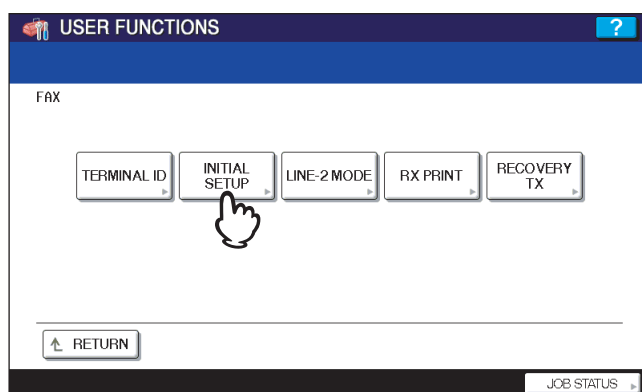 USER FUNCTIONS
?
FAX
TERMINAL ID
INITIAL
SETUP
LINE-2 MODE
RX PRINT
RECOVERY
TX
RETURN
JOB STATUS